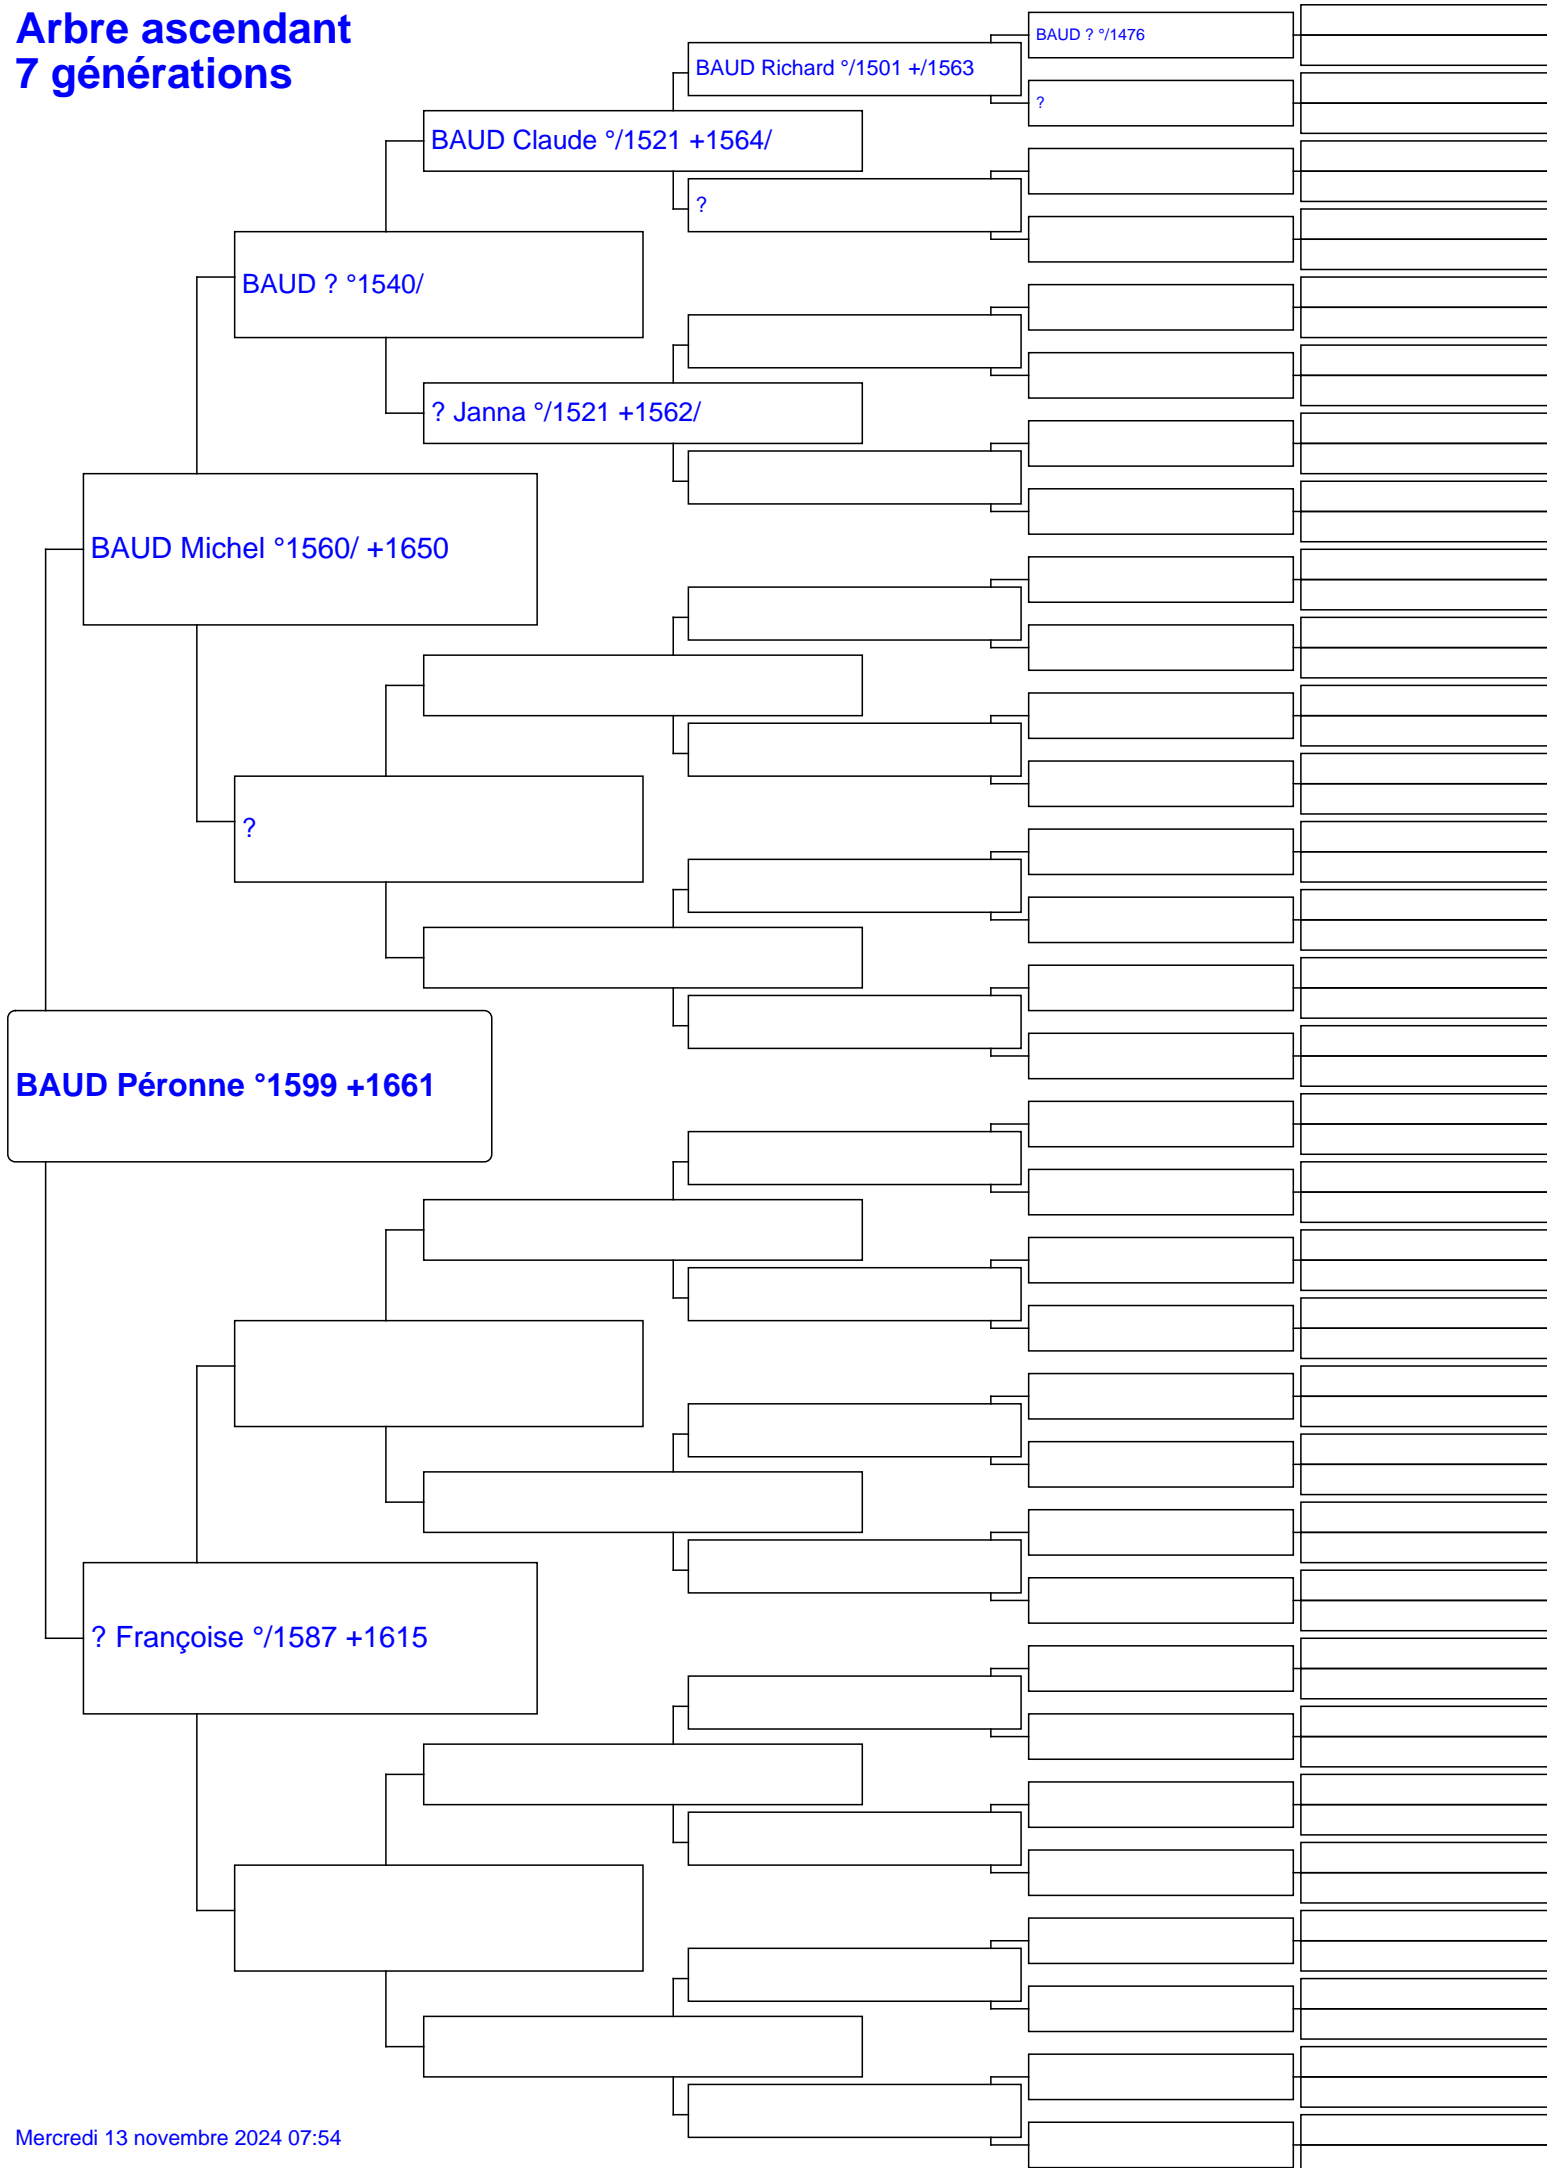 Arbre ascendant
7 générations
BAUD ? °/1476
BAUD Richard °/1501 +/1563
?
BAUD Claude °/1521 +1564/
?
BAUD ? °1540/
? Janna °/1521 +1562/
BAUD Michel °1560/ +1650
?
BAUD Péronne °1599 +1661
? Françoise °/1587 +1615
Mercredi 13 novembre 2024 07:54